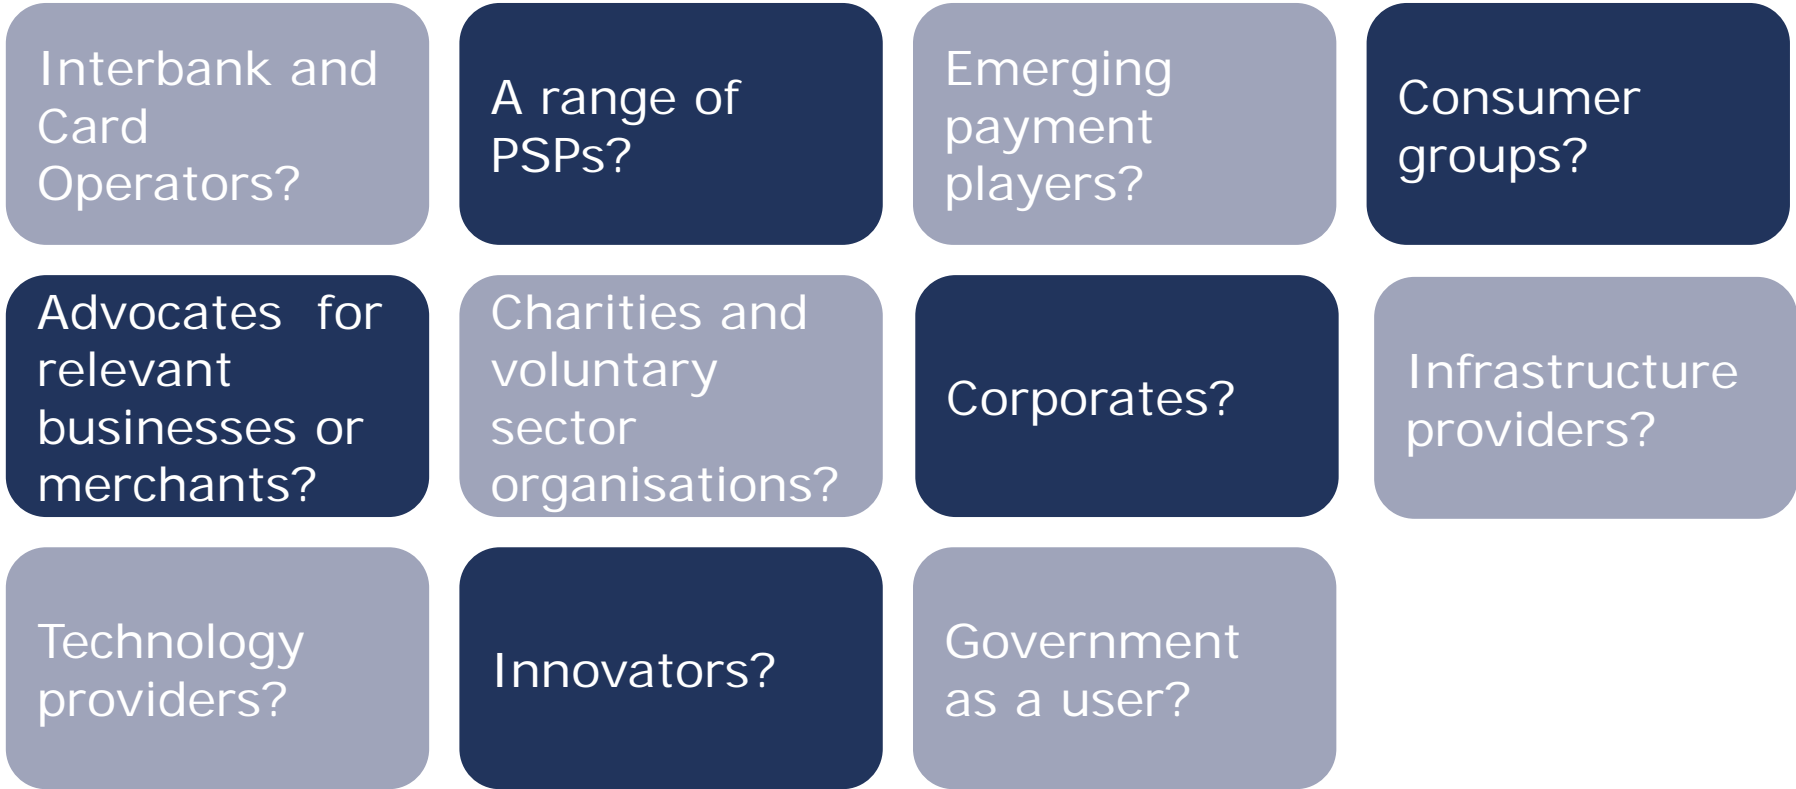 Interbank and
Card
Operators?
A range of
PSPs?
Emerging
payment
players?
Consumer
groups?
Advocates for
relevant
businesses or
merchants?
Charities and
voluntary
sector
organisations?
Corporates?
Infrastructure
providers?
Technology
providers?
Innovators?
Government
as a user?